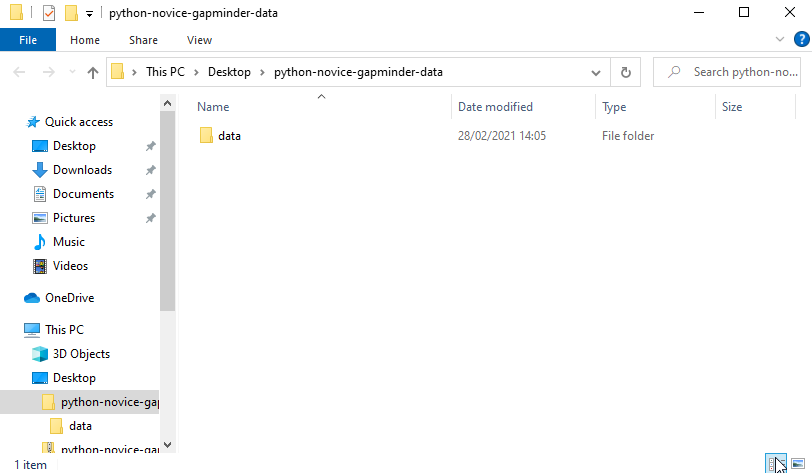 python-novice-gapminder-data
File Home Share View
This PC Desktop python-novice-gapminder-data Search python-no...
Name Date modified Type Size
data 28/02/2021 14:05 File folder
Quick access
Desktop
Downloads
Documents
Pictures
Music
Videos
OneDrive
This PC
3D Objects
Desktop
python-novice-gap
data
python-novice-ga
1 item